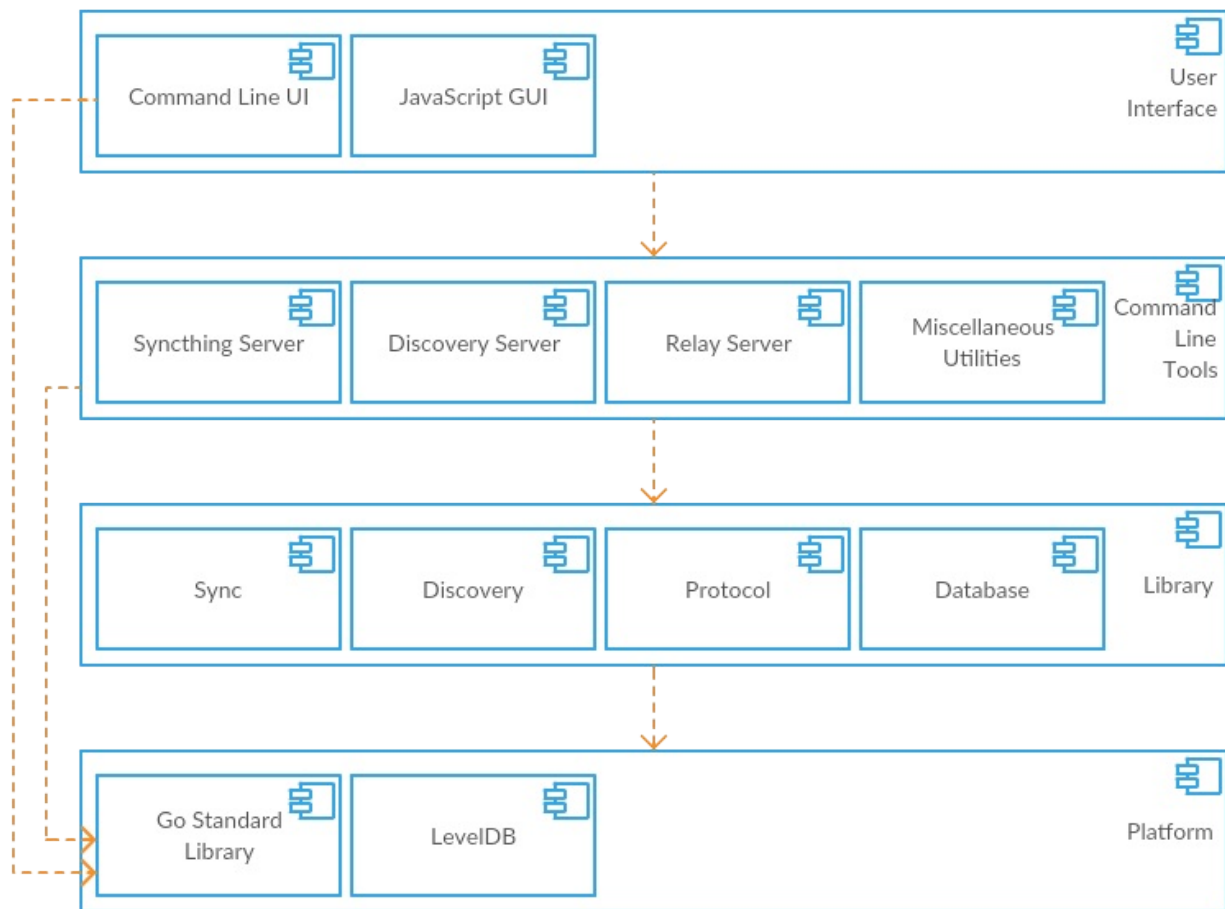 Command Line UI
JavaScript GUI
User
Interface
Syncthing Server
Discovery Server
Relay Server
Miscellaneous
Utilities
Command
Line
Tools
Sync
Discovery
Protocol
Database
Library
Go Standard
Library
LevelDB
Platform